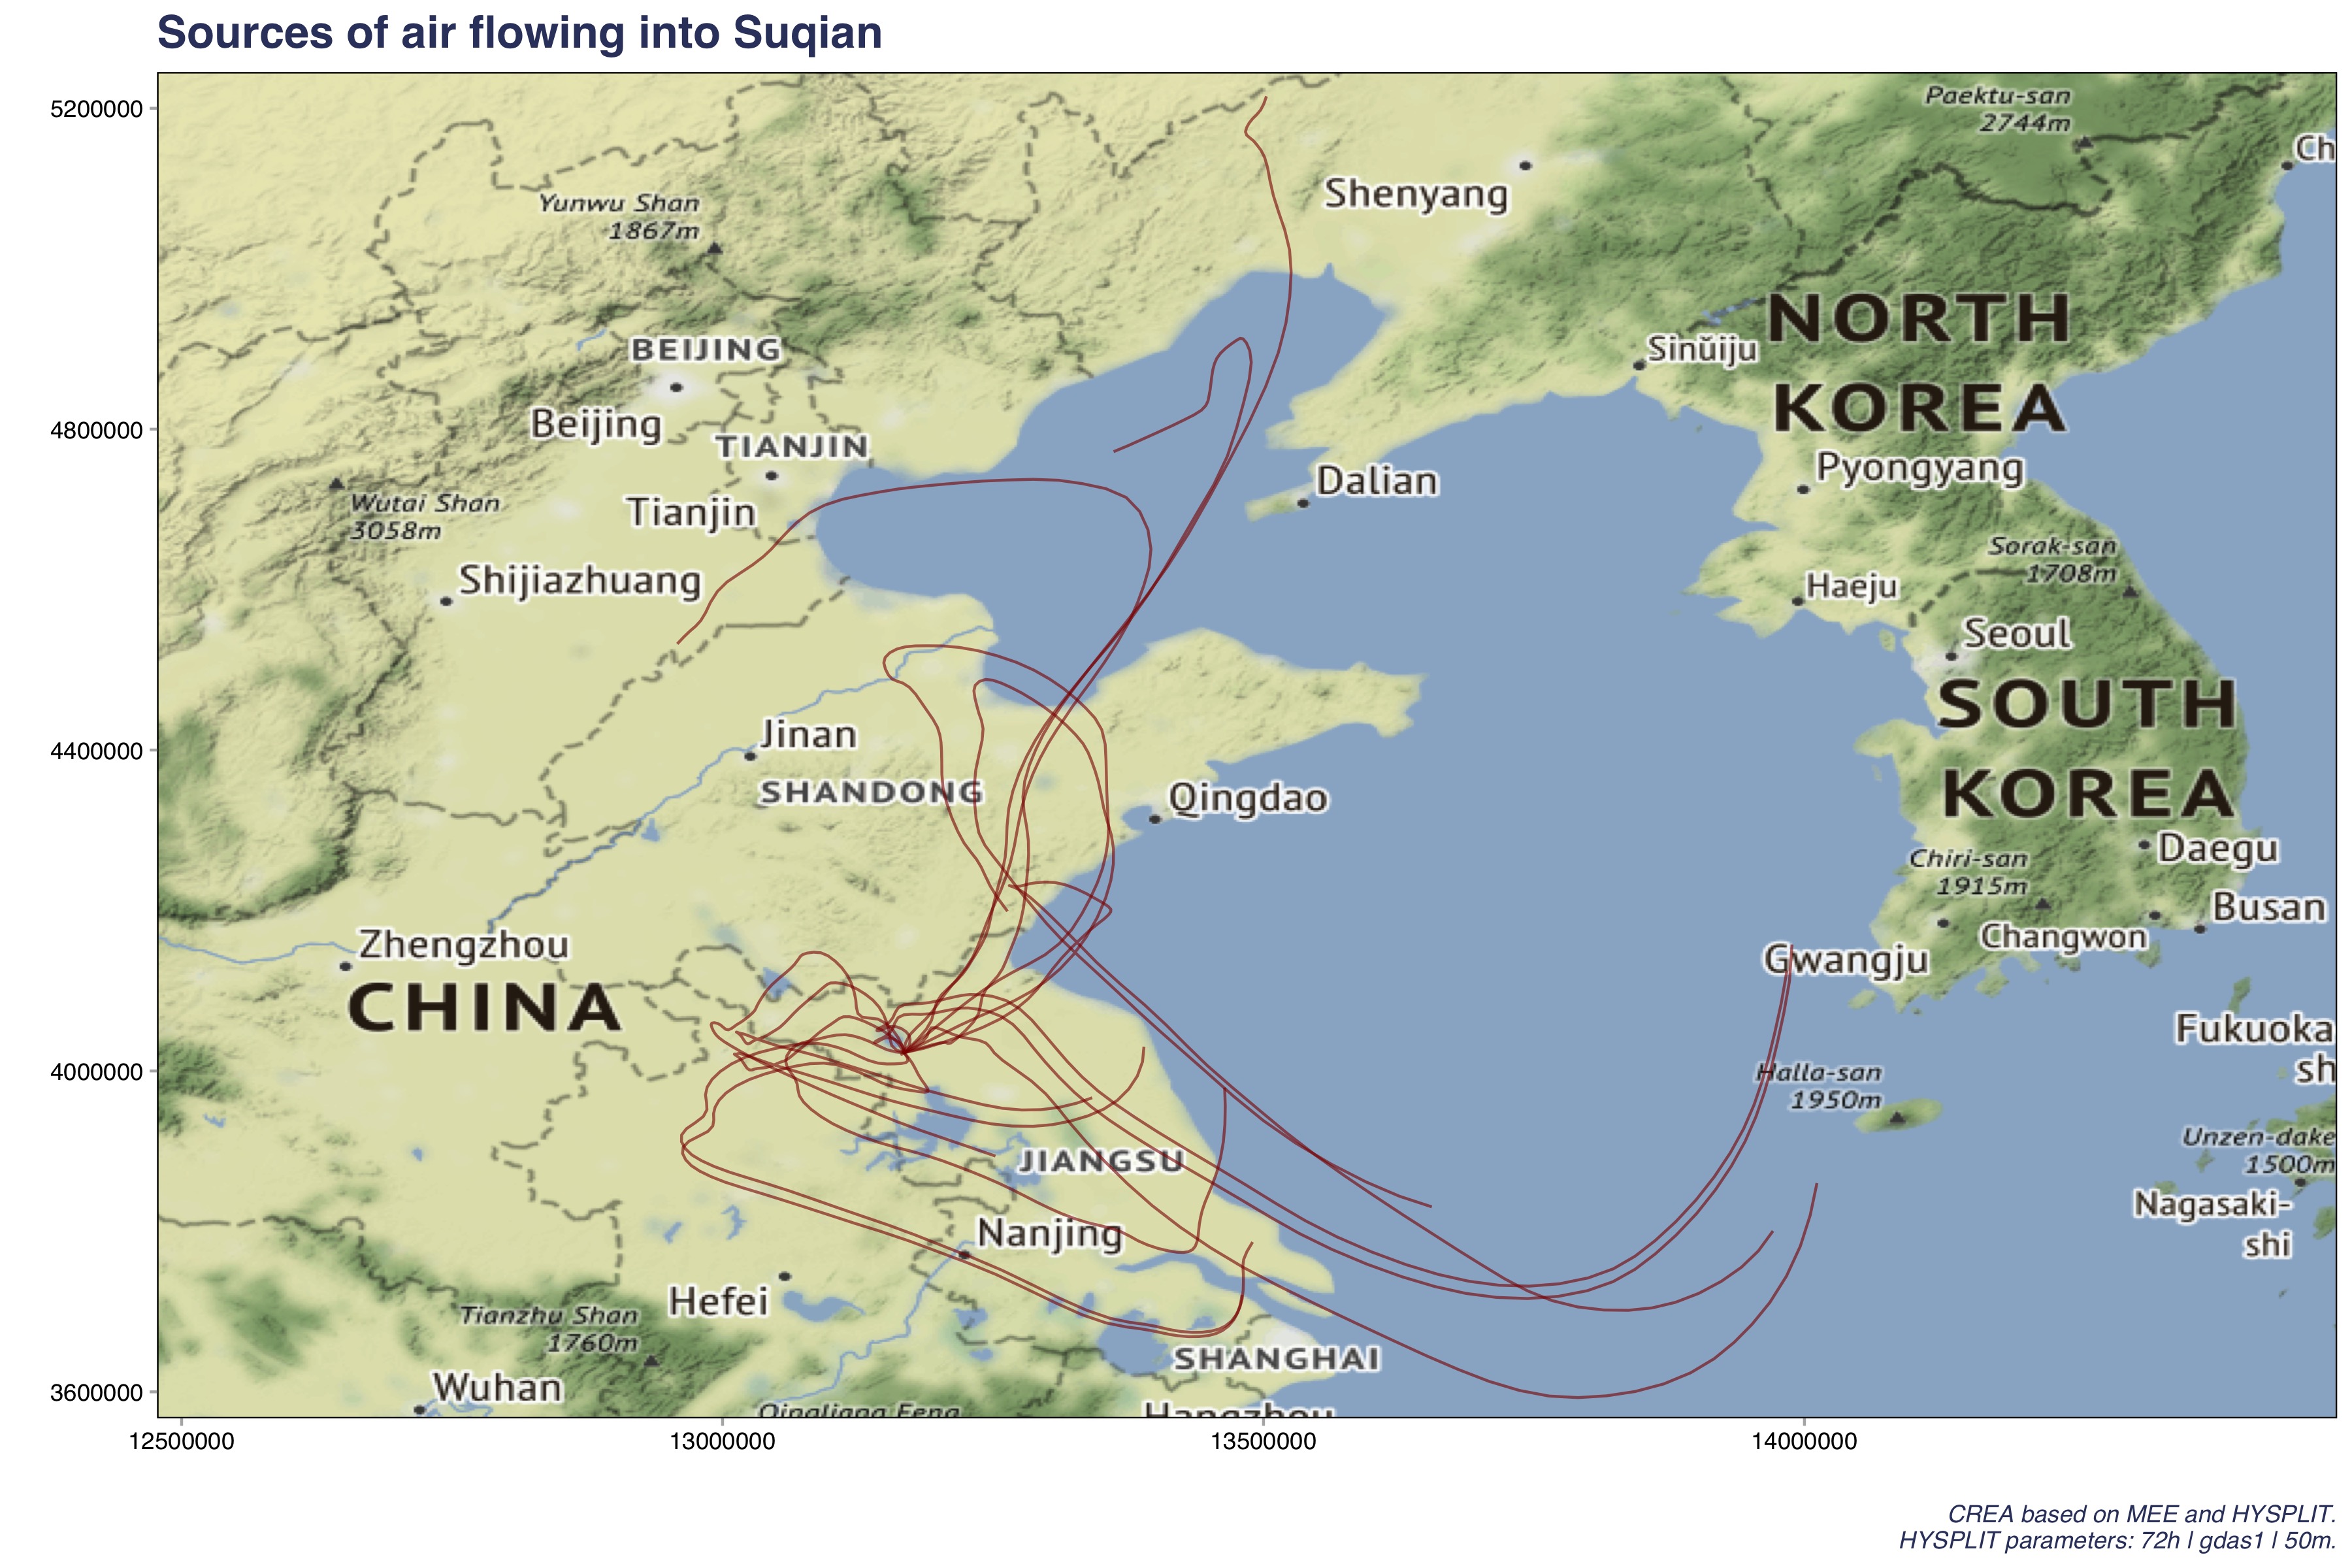 Sources of air flowing into Suqian
5200000
4800000
4400000
4000000
3600000
12500000
13000000
13500000
14000000
Paektu-san
2744m
Ch
Shenyang
Yunwu Shan
1867m
NORTH
KOREA
Sinŭiju
BEIJING
Beijing
TIANJIN
Tianjin
Dalian
Pyongyang
Wutai Shan
3058m
Sorak-san
1708m
Shijiazhuang
Haeju
Seoul
SOUTH
KOREA
Jinan
SHANDONG
Qingdao
Daegu
Chiri-san
1915m
Busan
Changwon
Zhengzhou
Gwangju
CHINA
Fukuoka
sh
Halla-san
1950m
Unzen-dake
1500m
JIANGSU
Nagasaki-
shi
Nanjing
Hefei
Tianzhu Shan
1760m
SHANGHAI
Wuhan
Qingliang Feng
Hangzhou
CREA based on MEE and HYSPLIT.
HYSPLIT parameters: 72h | gdas1 | 50m.